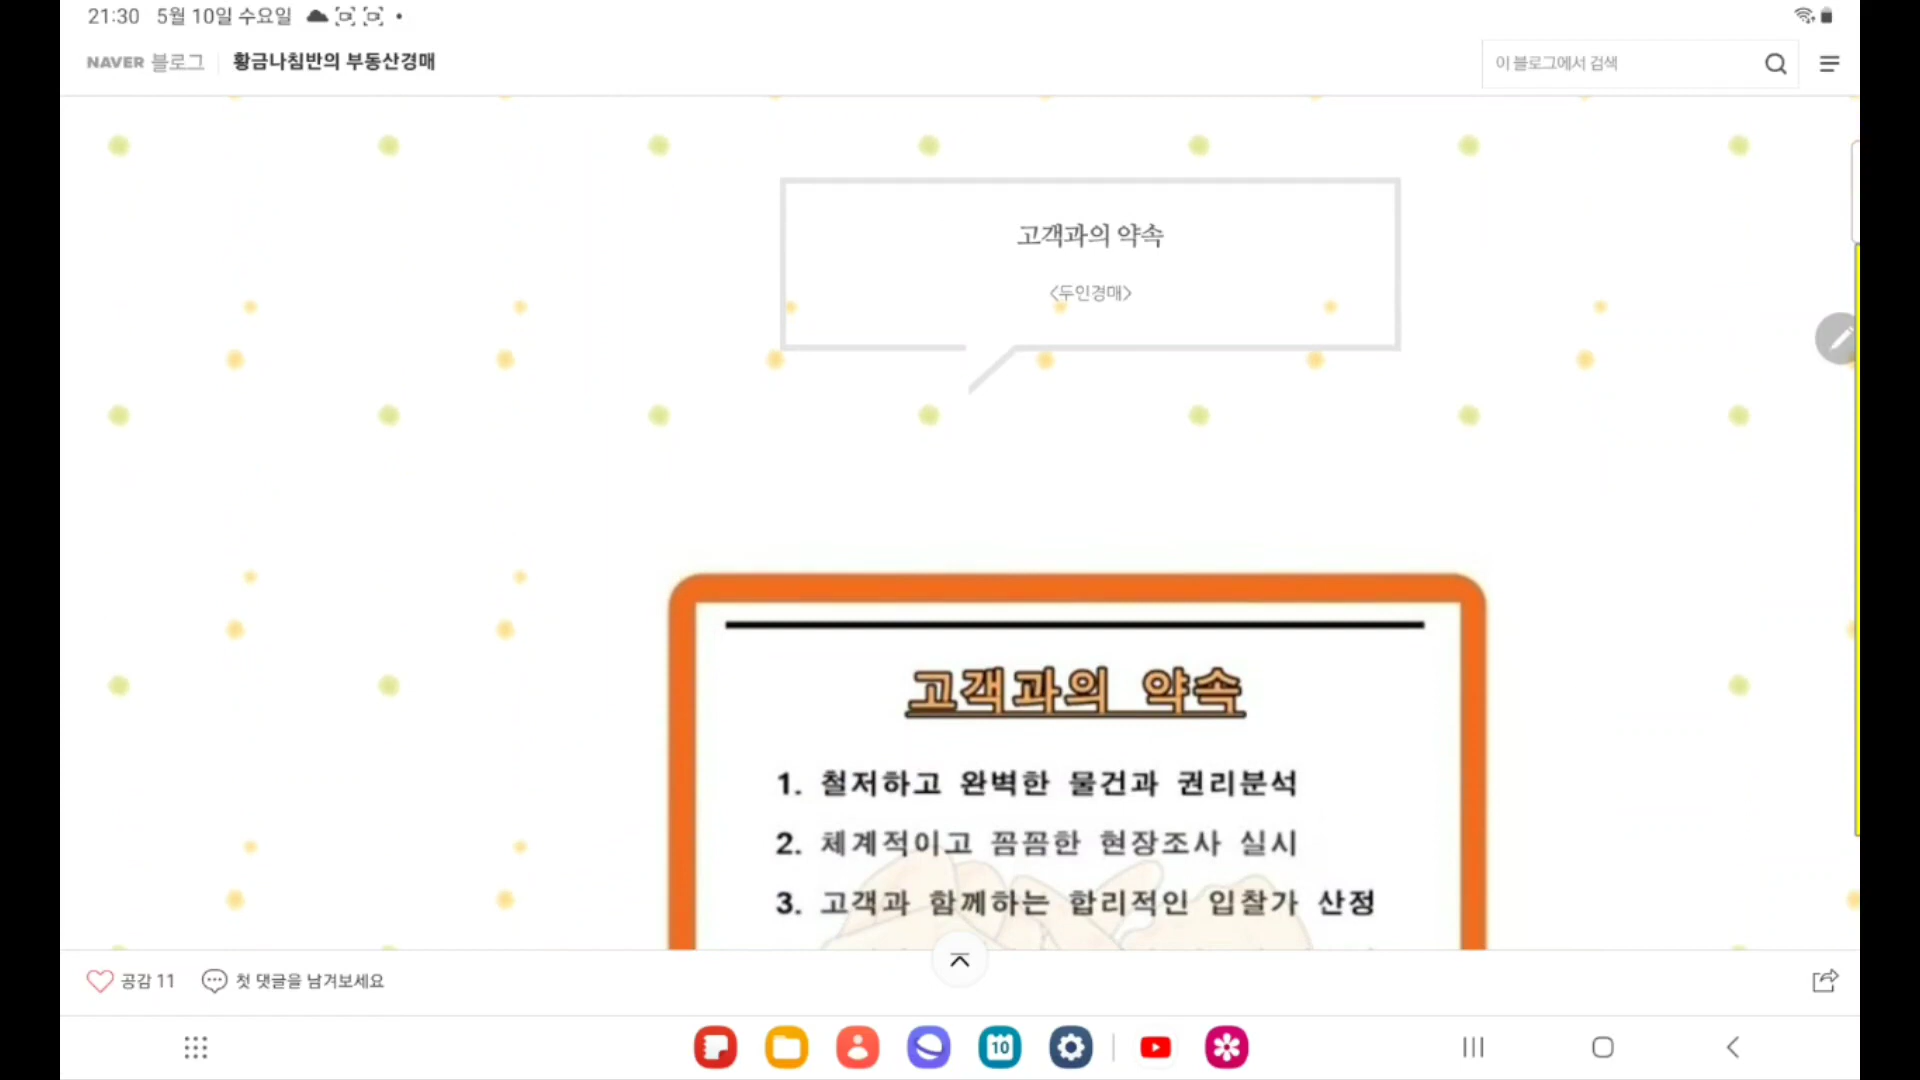 21:30 5월 10일 수요일
NAVER 블로그 황금나침반의 부동산경매
이 블로그에서 검색
고객과의 약속
<두인경매>
고객과의 약속
1. 철저하고 완벽한 물건과 권리분석
2. 체계적이고 꼼꼼한 현장조사 실시
3. 고객과 함께하는 합리적인 입찰가 산정
공감 11 첫 댓글을 남겨보세요
10